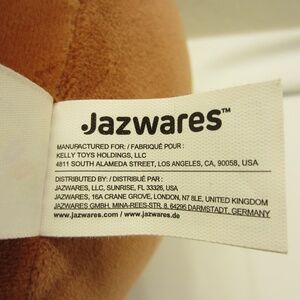 Jazwares™
MANUFACTURED FOR: / FABRIQUÉ POUR :
KELLY TOYS HOLDINGS, LLC
4811 SOUTH ALAMEDA STREET, LOS ANGELES, CA, 90058, USA
DISTRIBUTED BY: / DISTRIBUÉ PAR :
JAZWARES, LLC, SUNRISE, FL 33326, USA
JAZWARES, 16A CRANE GROVE, LONDON, N7 8LE, UNITED KINGDOM
JAZWARES GMBH, MINA-REES-STR. 8, 64295 DARMSTADT, GERMANY
www.jazwares.com / www.jazwares.de